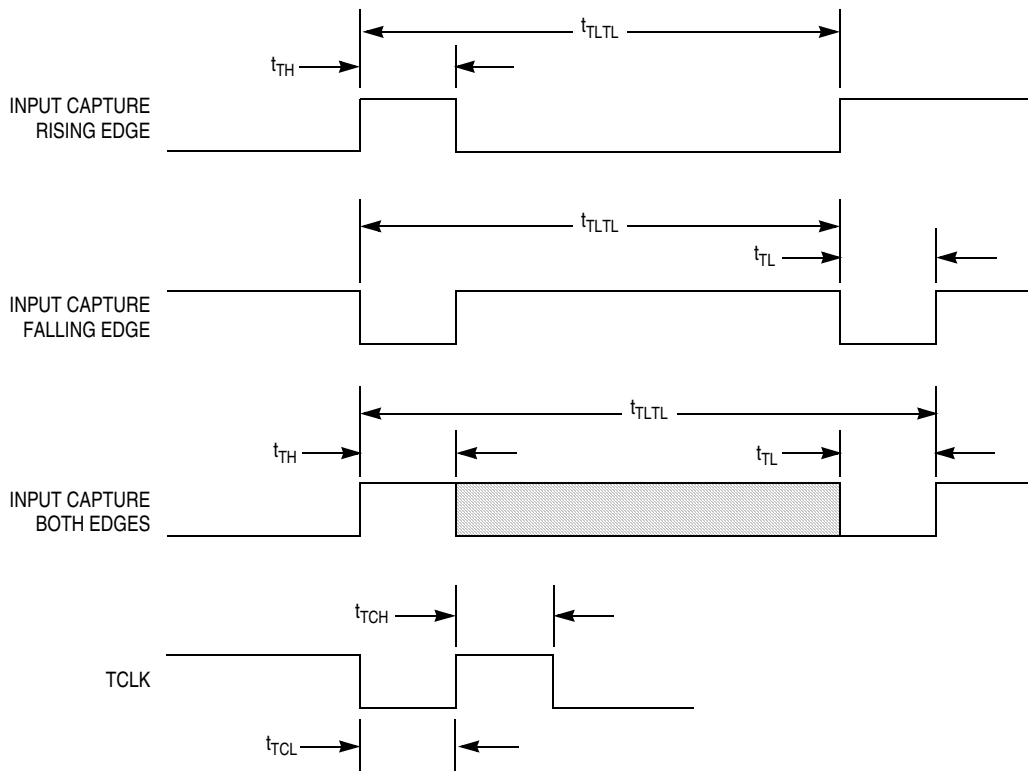 tTLTL
tTH
INPUT CAPTURE
RISING EDGE
tTLTL
tTL
INPUT CAPTURE
FALLING EDGE
tTLTL
tTH
tTL
INPUT CAPTURE
BOTH EDGES
tTCH
TCLK
tTCL